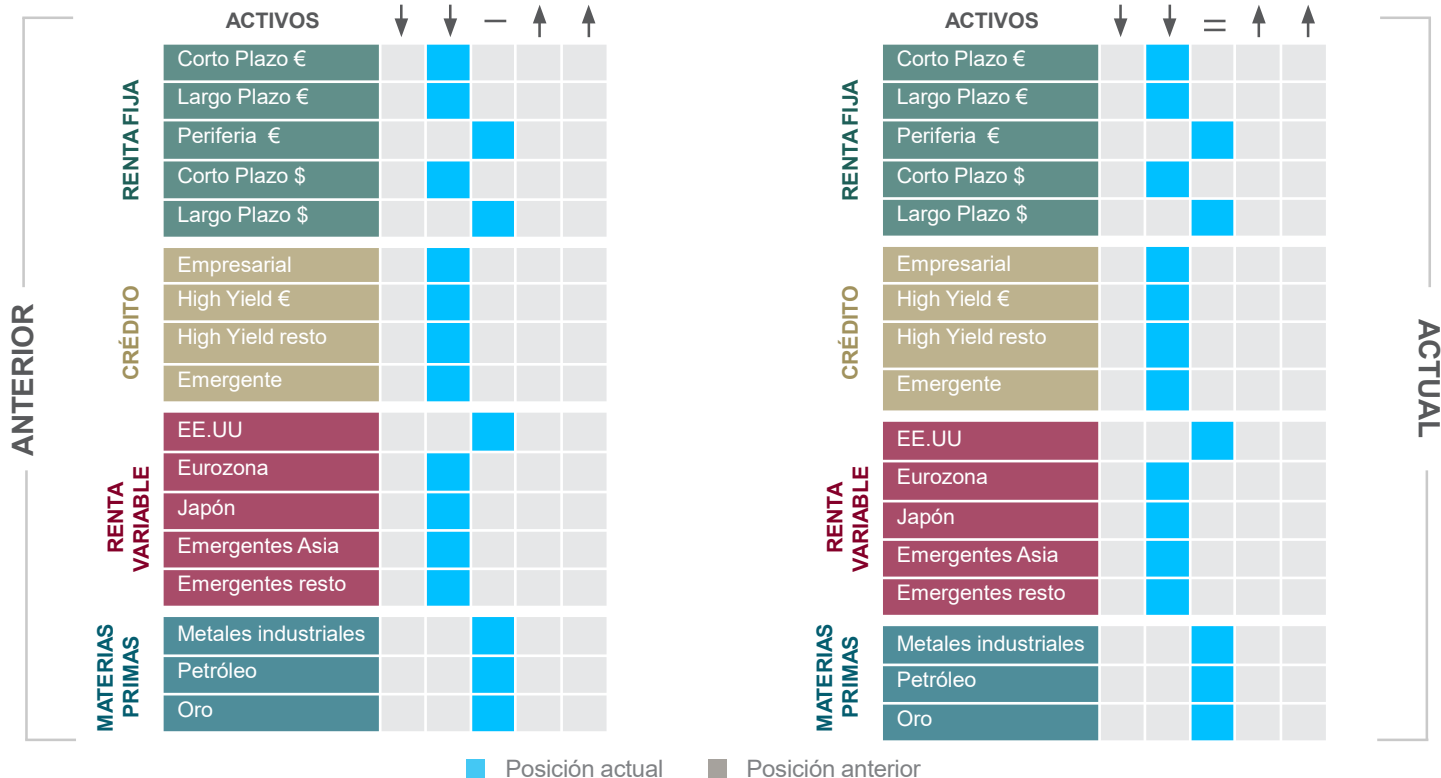 ANTERIOR
ACTIVOS ↓ ↓ — ↑ ↑
RENTA FIJA
Corto Plazo €
Largo Plazo €
Periferia €
Corto Plazo $
Largo Plazo $
CRÉDITO
Empresarial
High Yield €
High Yield resto
Emergente
RENTA
VARIABLE
EE.UU
Eurozona
Japón
Emergentes Asia
Emergentes resto
MATERIAS
PRIMAS
Metales industriales
Petróleo
Oro
ACTIVOS ↓ ↓ = ↑ ↑
RENTA FIJA
Corto Plazo €
Largo Plazo €
Periferia €
Corto Plazo $
Largo Plazo $
CRÉDITO
Empresarial
High Yield €
High Yield resto
Emergente
RENTA
VARIABLE
EE.UU
Eurozona
Japón
Emergentes Asia
Emergentes resto
MATERIAS
PRIMAS
Metales industriales
Petróleo
Oro
ACTUAL
Posición actual
Posición anterior